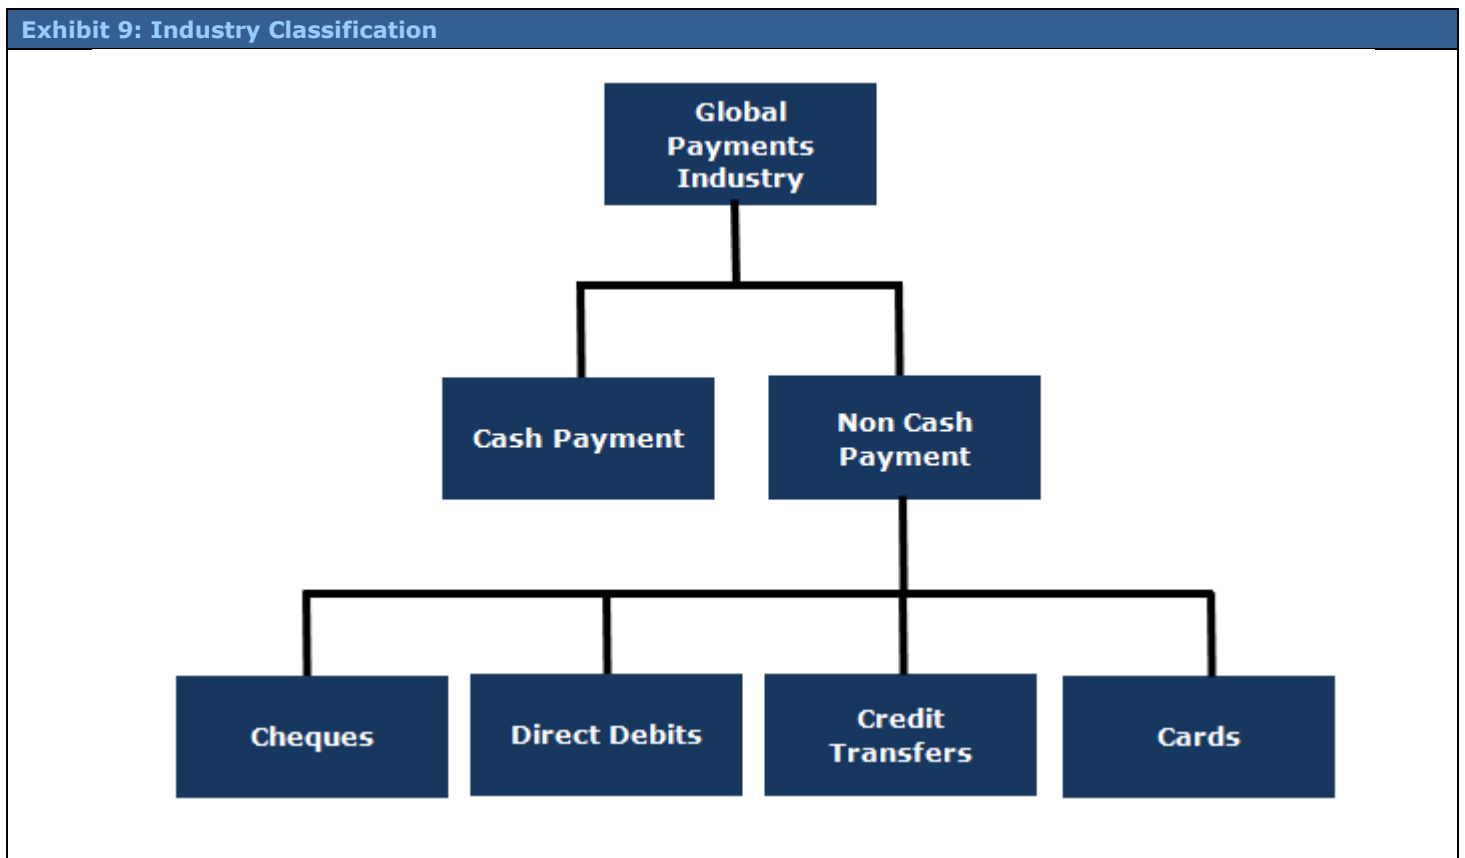 Exhibit 9: Industry Classification
Global
Payments
Industry
Cash Payment
Non Cash
Payment
Cheques
Direct Debits
Credit
Transfers
Cards